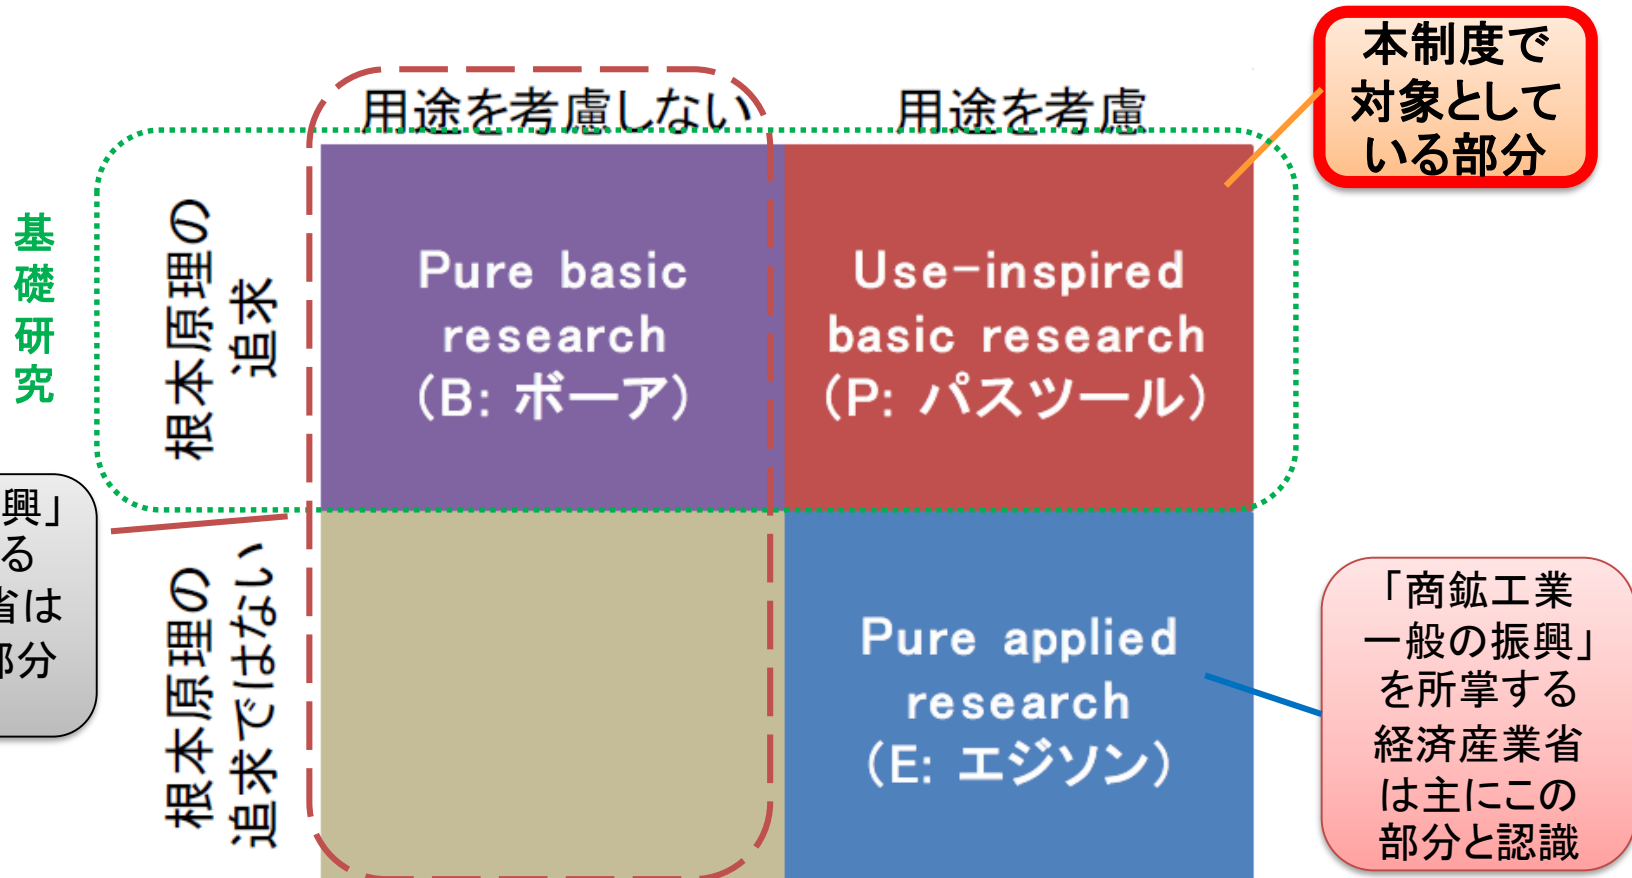 本制度で
対象として
いる部分
用途を考慮しない
用途を考慮
基礎研究
根本原理の
追求
Pure basic
research
(B: ボーア)
Use-inspired
basic research
(P: パスツール)
興」
る
省は
部分
根本原理の
追求ではない
Pure applied
research
(E: エジソン)
「商鉱工業
一般の振興」
を所掌する
経済産業省
は主にこの
部分と認識